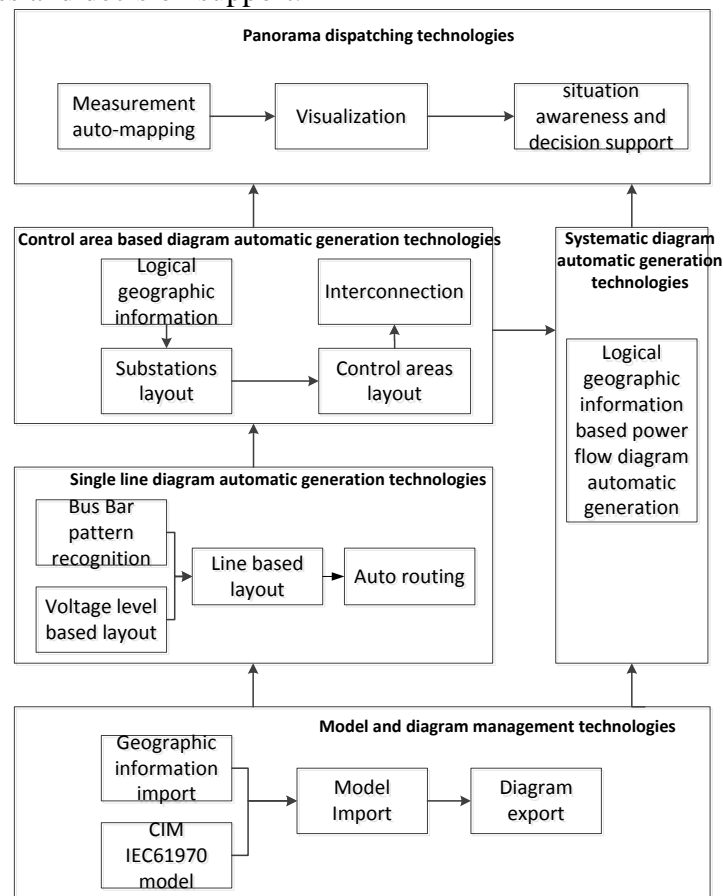 Panorama dispatching technologies
Measurement
auto-mapping
Visualization
situation
awareness and
decision support
Control area based diagram automatic generation technologies
Logical
geographic
information
Interconnection
Substations
layout
Control areas
layout
Systematic diagram
automatic generation
technologies
Logical
geographic
information
based power
flow diagram
automatic
generation
Single line diagram automatic generation technologies
Bus Bar
pattern
recognition
Voltage level
based layout
Line based
layout
Auto routing
Model and diagram management technologies
Geographic
information
import
CIM
IEC61970
model
Model
Import
Diagram
export